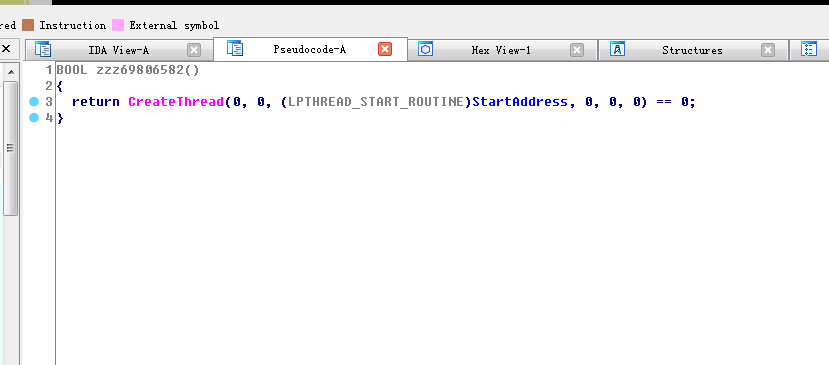 red Instruction External symbol
IDA View-A Pseudocode-A Hex View-1 Structures
1 BOOL zzz69806582()
2 {
3 return CreateThread(0, 0, (LPTHREAD_START_ROUTINE)StartAddress, 0, 0, 0) == 0;
4 }